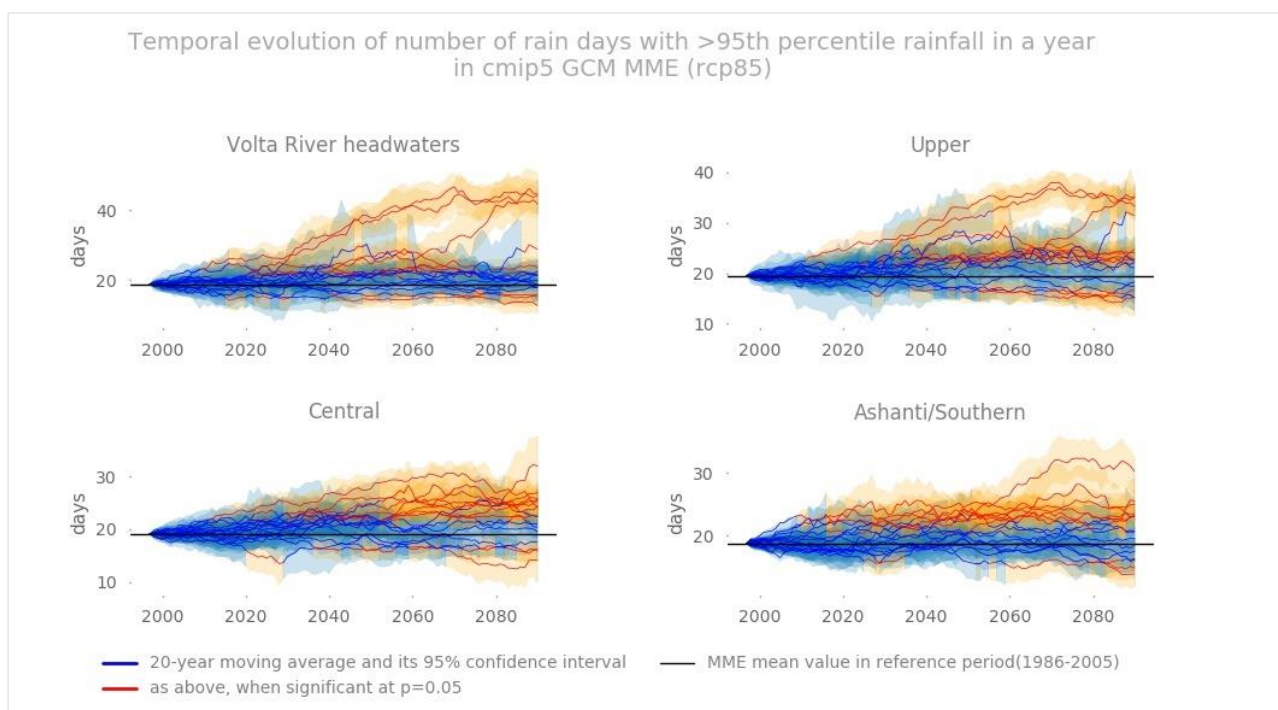 Temporal evolution of number of rain days with >95th percentile rainfall in a year
in cmip5 GCM MME (rcp85)
Volta River headwaters
Upper
days
40
20
2000 2020 2040 2060 2080
days
40
30
20
10
2000 2020 2040 2060 2080
Central
Ashanti/Southern
days
30
20
10
2000 2020 2040 2060 2080
days
30
20
2000 2020 2040 2060 2080
20-year moving average and its 95% confidence interval
MME mean value in reference period(1986-2005)
as above, when significant at p=0.05